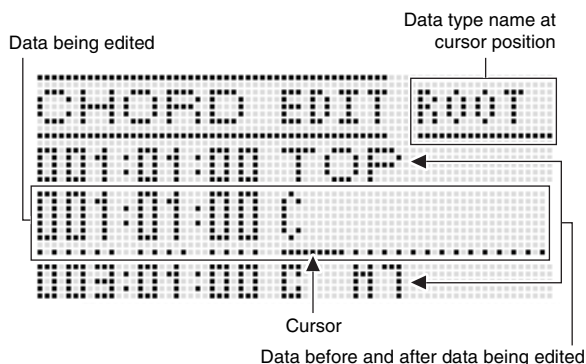 Data type name at
cursor position
Data being edited
CHORD EDIT ROOT
001:01:00 TOP
001:01:00 C
003:01:00 C M7
Cursor
Data before and after data being edited